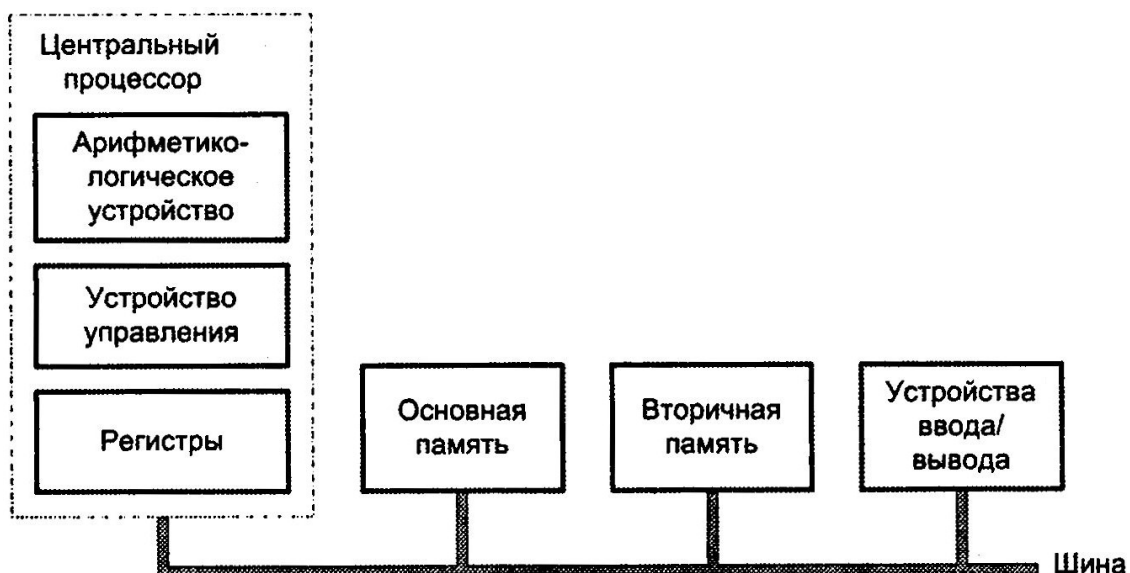 Центральный
процессор
Арифметико-
логическое
устройство
Устройство
управления
Регистры
Основная
память
Вторичная
память
Устройства
ввода/
вывода
Шина